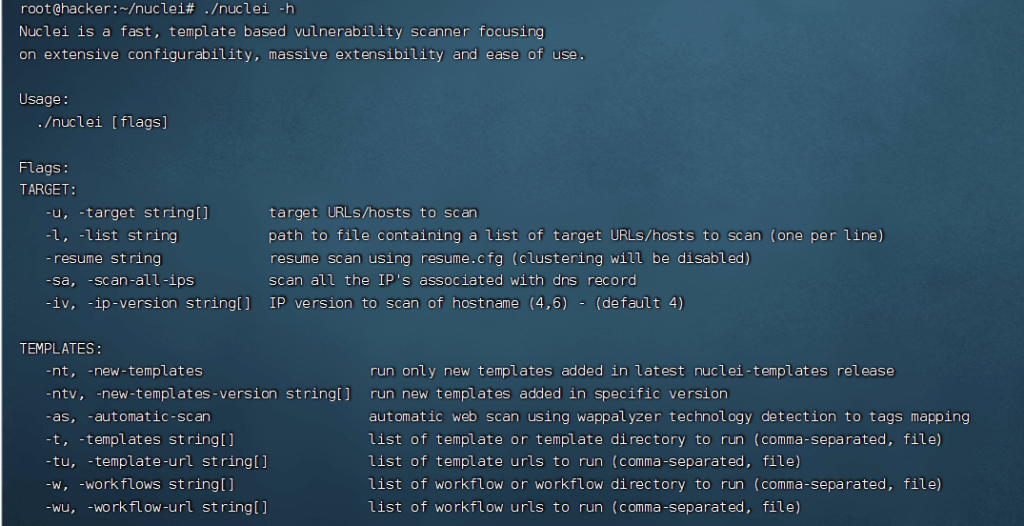 root@hacker:~/nuclei# ./nuclei -h
Nuclei is a fast, template based vulnerability scanner focusing
on extensive configurability, massive extensibility and ease of use.
Usage:
./nuclei [flags]
Flags:
TARGET:
-u, -target string[] target URLs/hosts to scan
-l, -list string path to file containing a list of target URLs/hosts to scan (one per line)
-resume string resume scan using resume.cfg (clustering will be disabled)
-sa, -scan-all-ips scan all the IP's associated with dns record
-iv, -ip-version string[] IP version to scan of hostname (4,6) - (default 4)
TEMPLATES:
-nt, -new-templates run only new templates added in latest nuclei-templates release
-ntv, -new-templates-version string[] run new templates added in specific version
-as, -automatic-scan automatic web scan using wappalyzer technology detection to tags mapping
-t, -templates string[] list of template or template directory to run (comma-separated, file)
-tu, -template-url string[] list of template urls to run (comma-separated, file)
-w, -workflows string[] list of workflow or workflow directory to run (comma-separated, file)
-wu, -workflow-url string[] list of workflow urls to run (comma-separated, file)